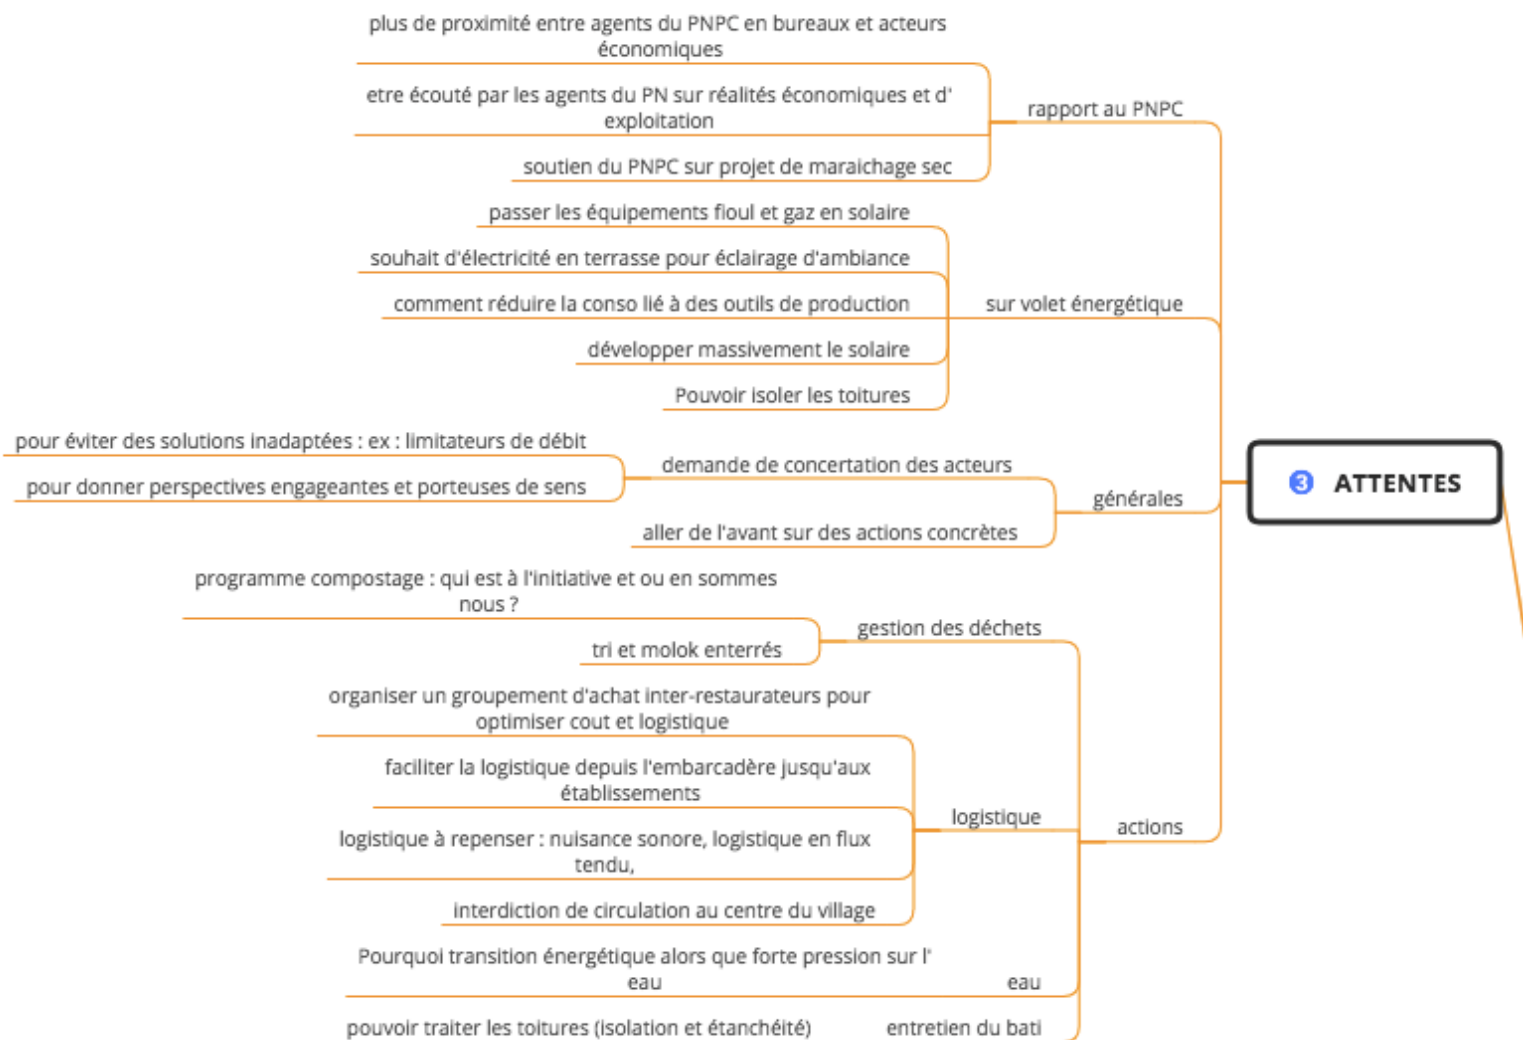 plus de proximité entre agents du PNPC en bureaux et acteurs
économiques
etre écouté par les agents du PN sur réalités économiques et d'
exploitation
rapport au PNPC
soutien du PNPC sur projet de maraichage sec
passer les équipements fioul et gaz en solaire
souhait d'électricité en terrasse pour éclairage d'ambiance
comment réduire la conso lié à des outils de production
sur volet énergétique
développer massivement le solaire
Pouvoir isoler les toitures
pour éviter des solutions inadaptées : ex : limitateurs de débit
demande de concertation des acteurs
pour donner perspectives engageantes et porteuses de sens
générales
3 ATTENTES
aller de l'avant sur des actions concrètes
programme compostage : qui est à l'initiative et ou en sommes
nous ?
gestion des déchets
tri et molok enterrés
organiser un groupement d'achat inter-restaurateurs pour
optimiser cout et logistique
faciliter la logistique depuis l'embarcadère jusqu'aux
établissements
logistique
actions
logistique à repenser : nuisance sonore, logistique en flux
tendu,
interdiction de circulation au centre du village
Pourquoi transition énergétique alors que forte pression sur l'
eau
eau
pouvoir traiter les toitures (isolation et étanchéité)
entretien du bati